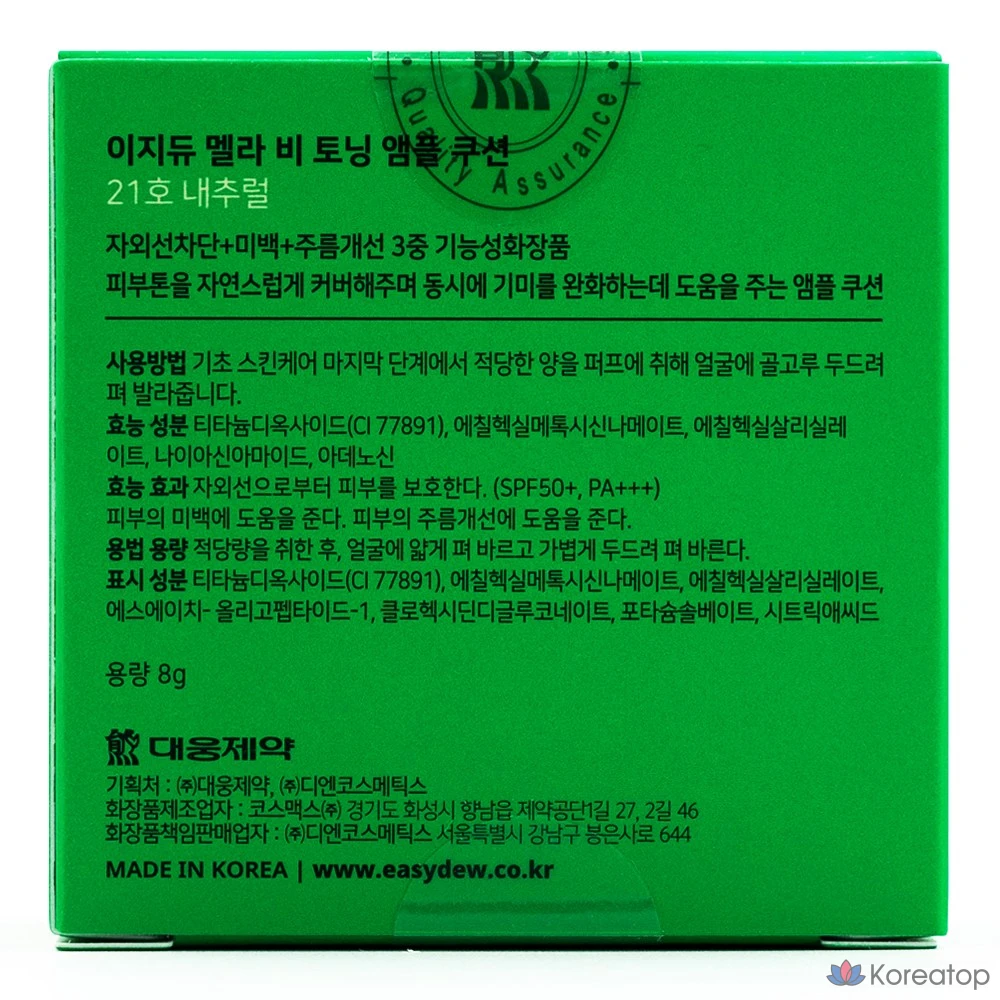 Quality Assurance
이지듀 멜라 비 토닝 앰플 쿠션
21호 내추럴
자외선차단+미백+주름개선 3중 기능성화장품
피부톤을 자연스럽게 커버해주며 동시에 기미를 완화하는데 도움을 주는 앰플 쿠션
사용방법 기초 스킨케어 마지막 단계에서 적당한 양을 퍼프에 취해 얼굴에 골고루 두드려
펴 발라줍니다.
효능 성분 티타늄디옥사이드(CI 77891), 에칠헥실메톡시신나메이트, 에칠헥실살리실레
이트, 나이아신아마이드, 아데노신
효능 효과 자외선으로부터 피부를 보호한다. (SPF50+, PA+++)
피부의 미백에 도움을 준다. 피부의 주름개선에 도움을 준다.
용법 용량 적당량을 취한 후, 얼굴에 얇게 펴 바르고 가볍게 두드려 펴 바른다.
표시 성분 티타늄디옥사이드(CI 77891), 에칠헥실메톡시신나메이트, 에칠헥실살리실레이트,
에스에이치- 올리고펩타이드-1, 클로헥시딘디글루코네이트, 포타슘솔베이트, 시트릭애씨드
용량 8g
대웅제약
기획처 : ㈜대웅제약, ㈜디엔코스메틱스
화장품제조업자 : 코스맥스㈜ 경기도 화성시 향남읍 제약공단1길 27, 2길 46
화장품책임판매업자 : ㈜디엔코스메틱스 서울특별시 강남구 봉은사로 644
MADE IN KOREA | www.easydew.co.kr
Koreatop